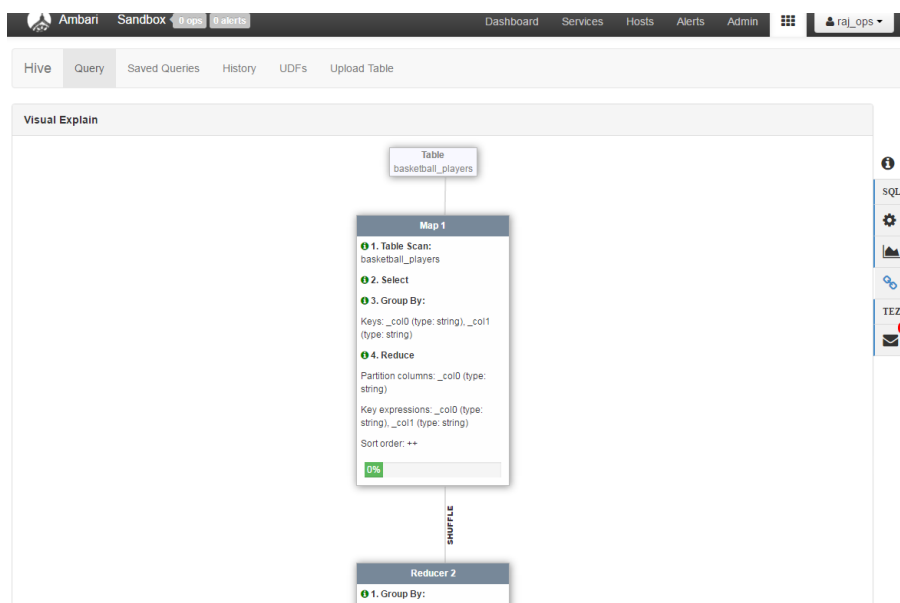 Ambari Sandbox 0 ops 0 alerts Dashboard Services Hosts Alerts Admin raj_ops
Hive Query Saved Queries History UDFs Upload Table
Visual Explain
Table
basketball_players
SQL
Map 1
1. Table Scan:
basketball_players
2. Select
3. Group By:
TEZ
Keys: _col0 (type: string), _col1
(type: string)
4. Reduce
Partition columns: _col0 (type:
string)
Key expressions: _col0 (type:
string), _col1 (type: string)
Sort order: ++
0%
SHUFFLE
Reducer 2
1. Group By: